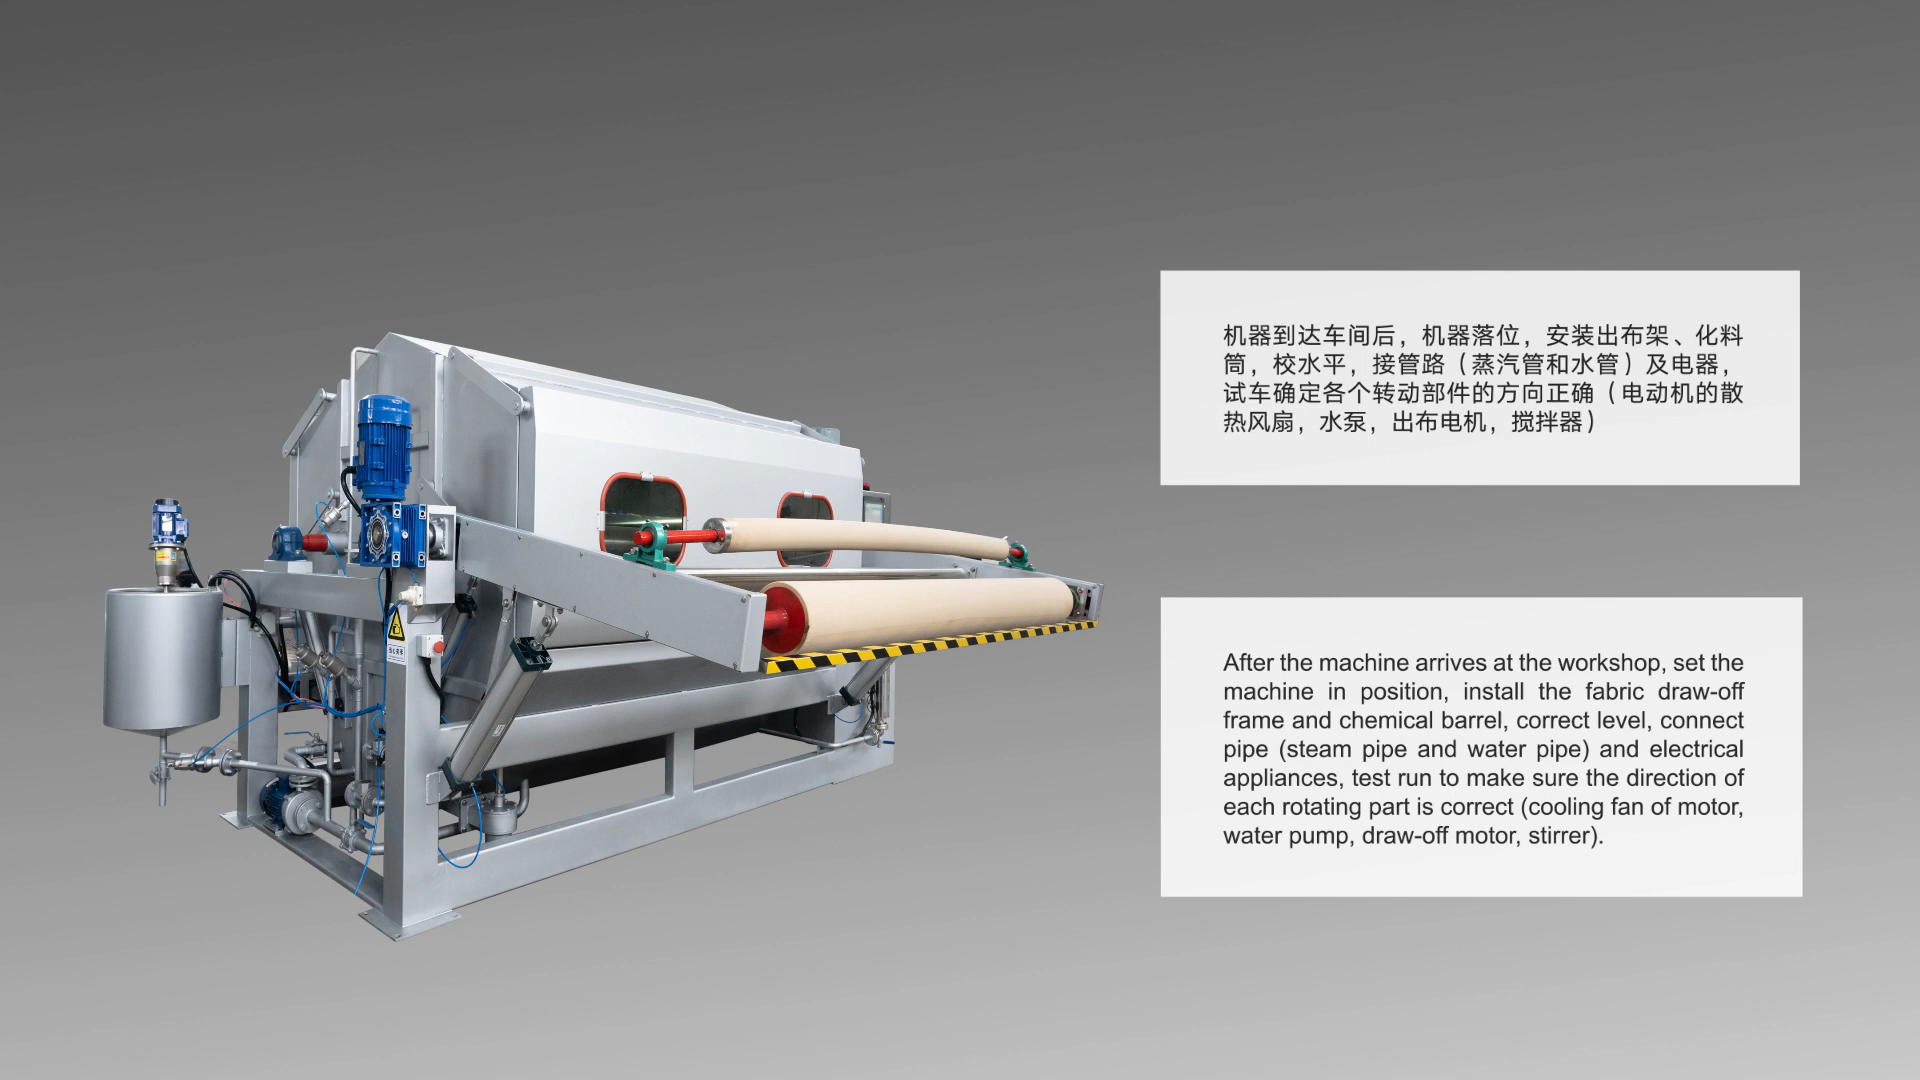 机器到达车间后，机器落位，安装出布架、化料
筒，校水平，接管路（蒸汽管和水管）及电器，
试车确定各个转动部件的方向正确（电动机的散
热风扇，水泵，出布电机，搅拌器）
After the machine arrives at the workshop, set the
machine in position, install the fabric draw-off
frame and chemical barrel, correct level, connect
pipe (steam pipe and water pipe) and electrical
appliances, test run to make sure the direction of
each rotating part is correct (cooling fan of motor,
water pump, draw-off motor, stirrer).